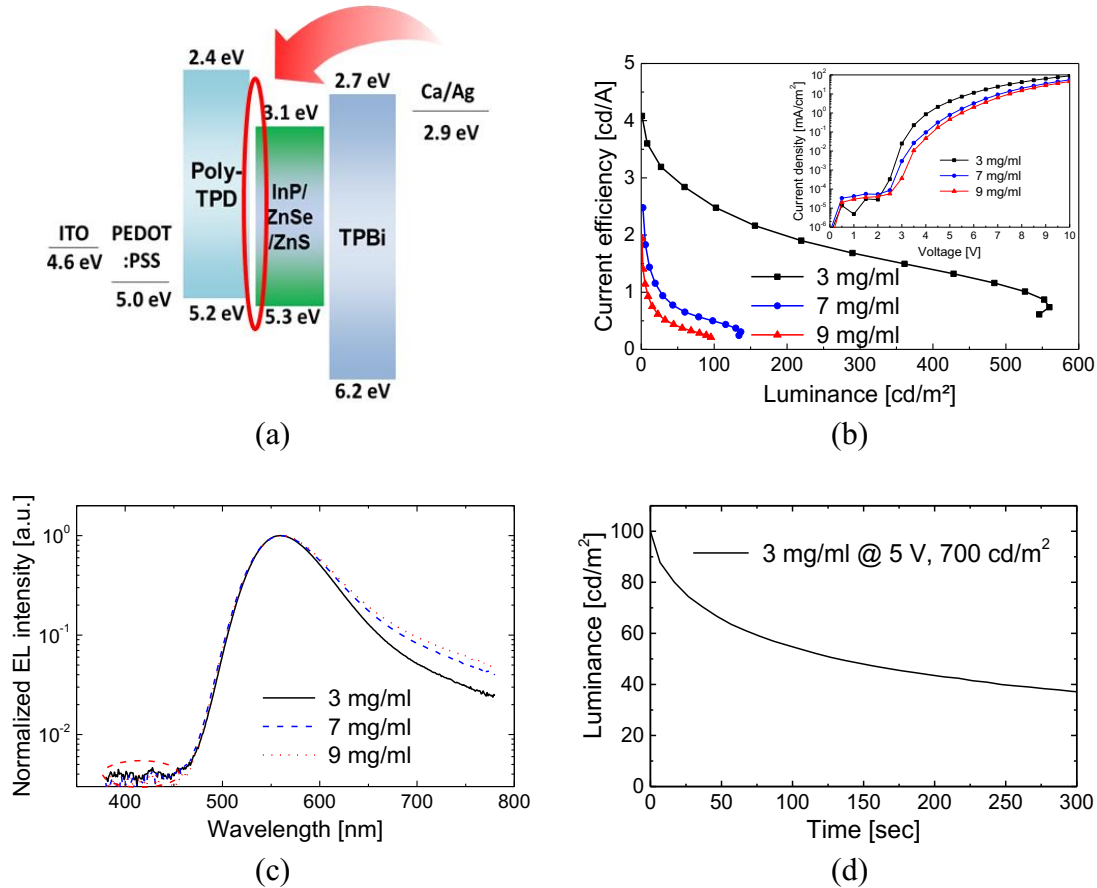 (a)
2.4 eV
2.7 eV
Ca/Ag
2.9 eV
3.1 eV
Poly-
TPD
InP/
ZnSe
/ZnS
TPBi
ITO
4.6 eV
PEDOT
:PSS
5.0 eV
5.2 eV
5.3 eV
6.2 eV
(a)
Current efficiency [cd/A]
5
4
3
2
1
0
0 100 200 300 400 500 600
Luminance [cd/m²]
3 mg/ml
7 mg/ml
9 mg/ml
Current density [mA/cm²]
10²
10¹
10⁰
10⁻¹
10⁻²
10⁻³
10⁻⁴
10⁻⁵
10⁻⁶
0 1 2 3 4 5 6 7 8 9 10
Voltage [V]
3 mg/ml
7 mg/ml
9 mg/ml
(b)
Normalized EL intensity [a.u.]
10⁰
10⁻¹
10⁻²
3 mg/ml
7 mg/ml
9 mg/ml
400 500 600 700 800
Wavelength [nm]
(c)
Luminance [cd/m²]
100
80
60
40
20
0
3 mg/ml @ 5 V, 700 cd/m²
0 50 100 150 200 250 300
Time [sec]
(d)